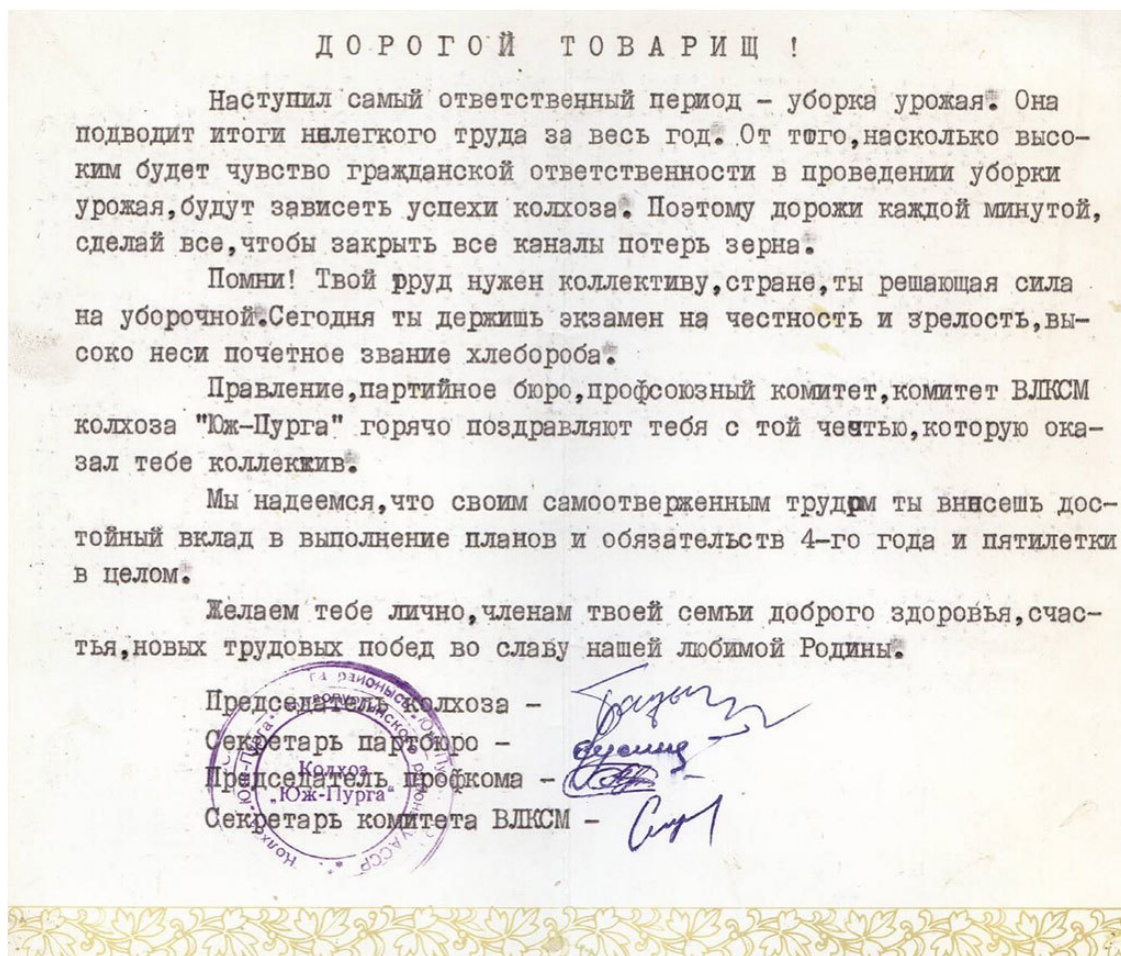 ДОРОГОЙ ТОВАРИЩ !
Наступил самый ответственный период - уборка урожая. Она
подводит итоги нелегкого труда за весь год. От того,насколько высо-
ким будет чувство гражданской ответственности в проведении уборки
урожая,будут зависеть успехи колхоза. Поэтому дорожи каждой минутой,
сделай все,чтобы закрыть все каналы потерь зерна.
Помни! Твой труд нужен коллективу,стране,ты решающая сила
на уборочной.Сегодня ты держишь экзамен на честность и зрелость,вы-
соко неси почетное звание хлебороба.
Правление,партийное бюро,профсоюзный комитет,комитет ВЛКСМ
колхоза "Юж-Пурга" горячо поздравляют тебя с той честью,которую ока-
зал тебе коллектив.
Мы надеемся,что своим самоотверженным трудом ты внесешь дос-
тойный вклад в выполнение планов и обязательств 4-го года и пятилетки
в целом.
Желаем тебе лично,членам твоей семьи доброго здоровья,счас-
тья,новых трудовых побед во славу нашей любимой Родины.
Председатель колхоза -
Секретарь партбюро -
Председатель профкома -
Секретарь комитета ВЛКСМ -
Колхоз
„Юж-Пурга“